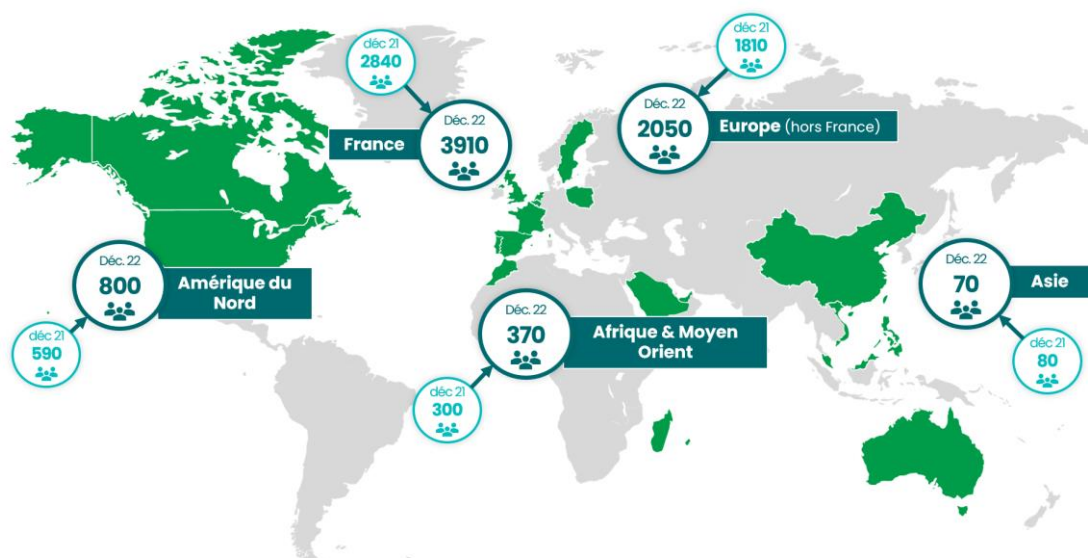 déc 21
2840
Déc. 22
3910
France
déc 21
1810
Déc. 22
2050
Europe (hors France)
Déc. 22
800
Amérique du
Nord
déc 21
590
Déc. 22
370
Afrique & Moyen
Orient
déc 21
300
Déc. 22
70
Asie
déc 21
80